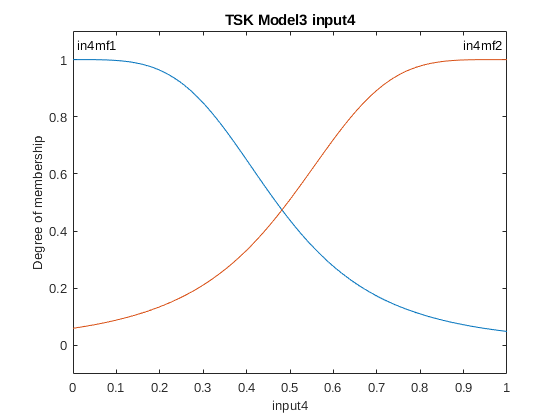 TSK Model3 input4
in4mf1
in4mf2
1
0.8
0.6
0.4
0.2
0
Degree of membership
0 0.1 0.2 0.3 0.4 0.5 0.6 0.7 0.8 0.9 1
input4